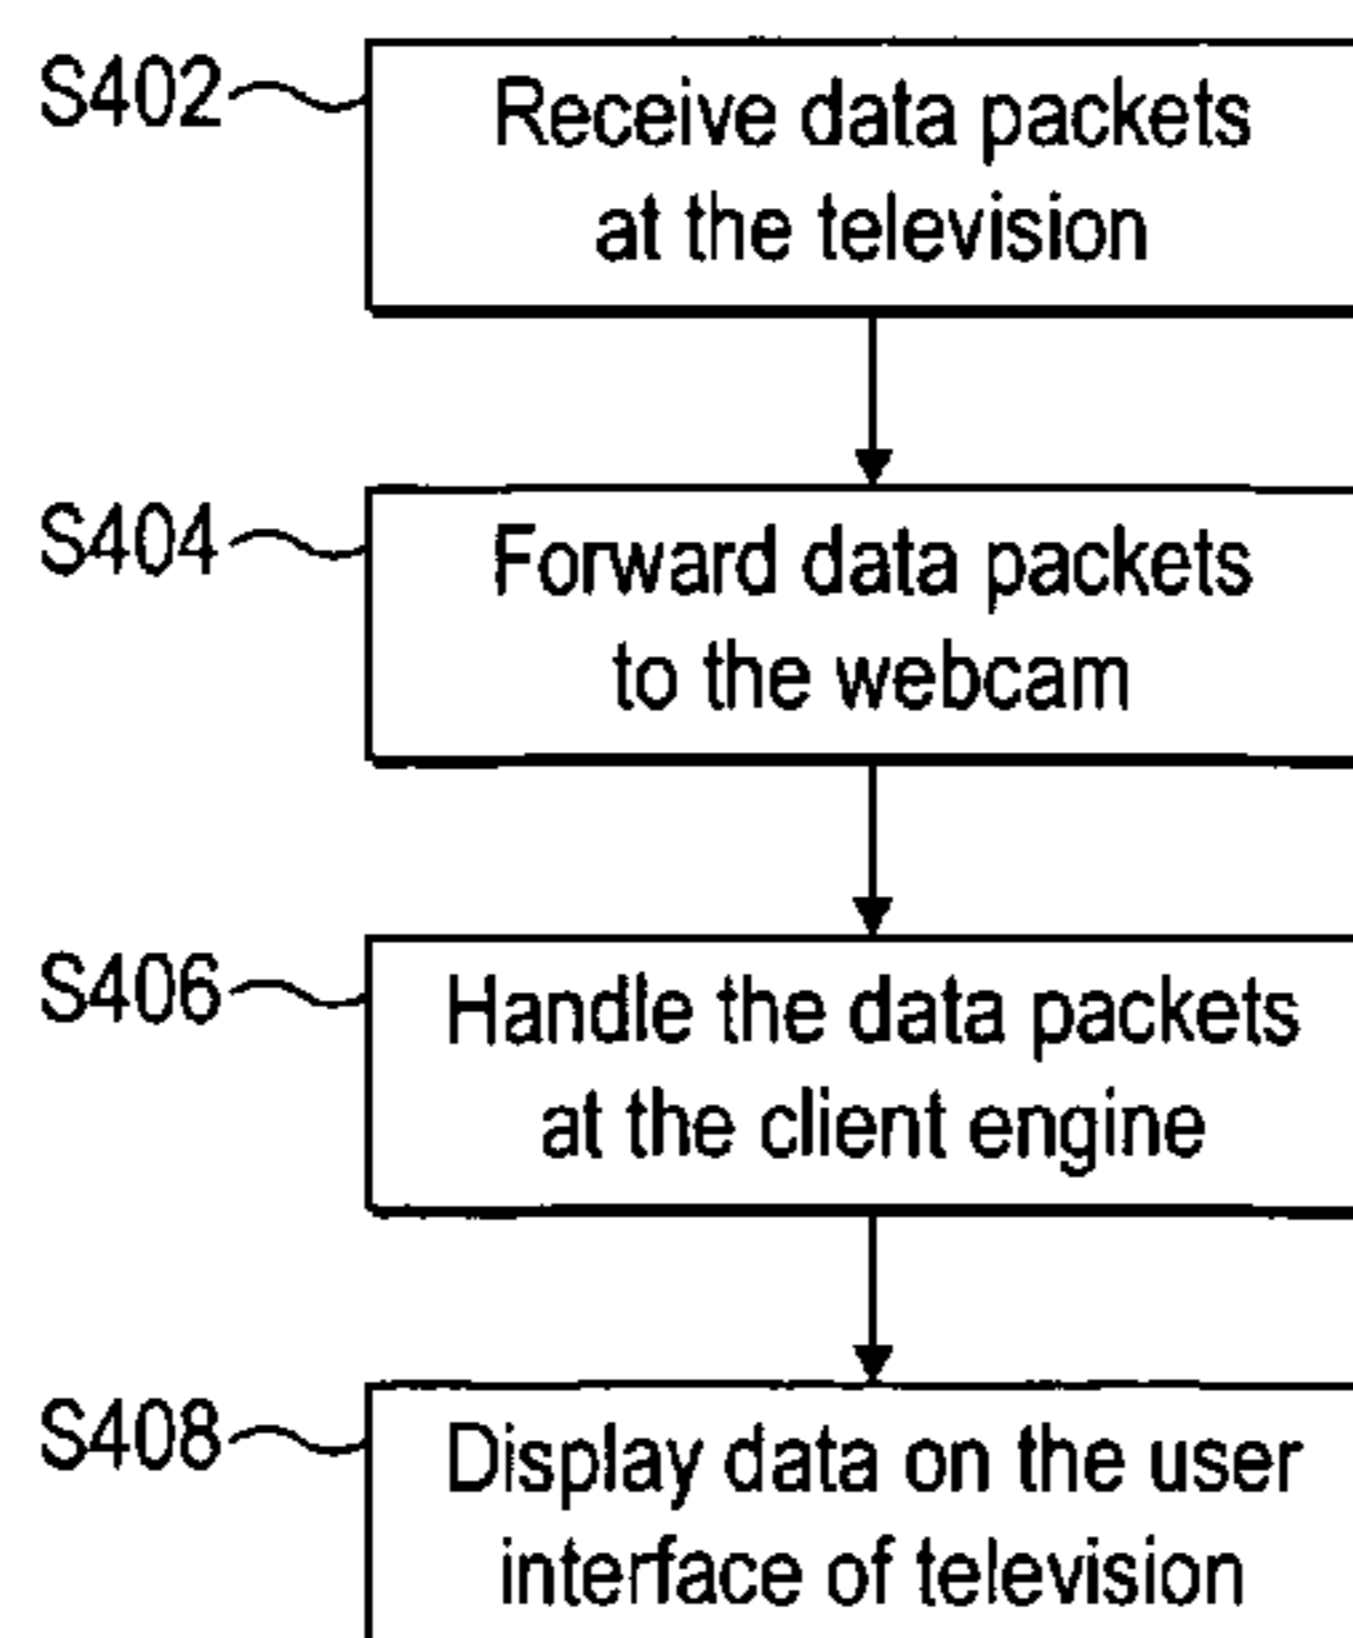 S402
Receive data packets
at the television
S404
Forward data packets
to the webcam
S406
Handle the data packets
at the client engine
S408
Display data on the user
interface of television